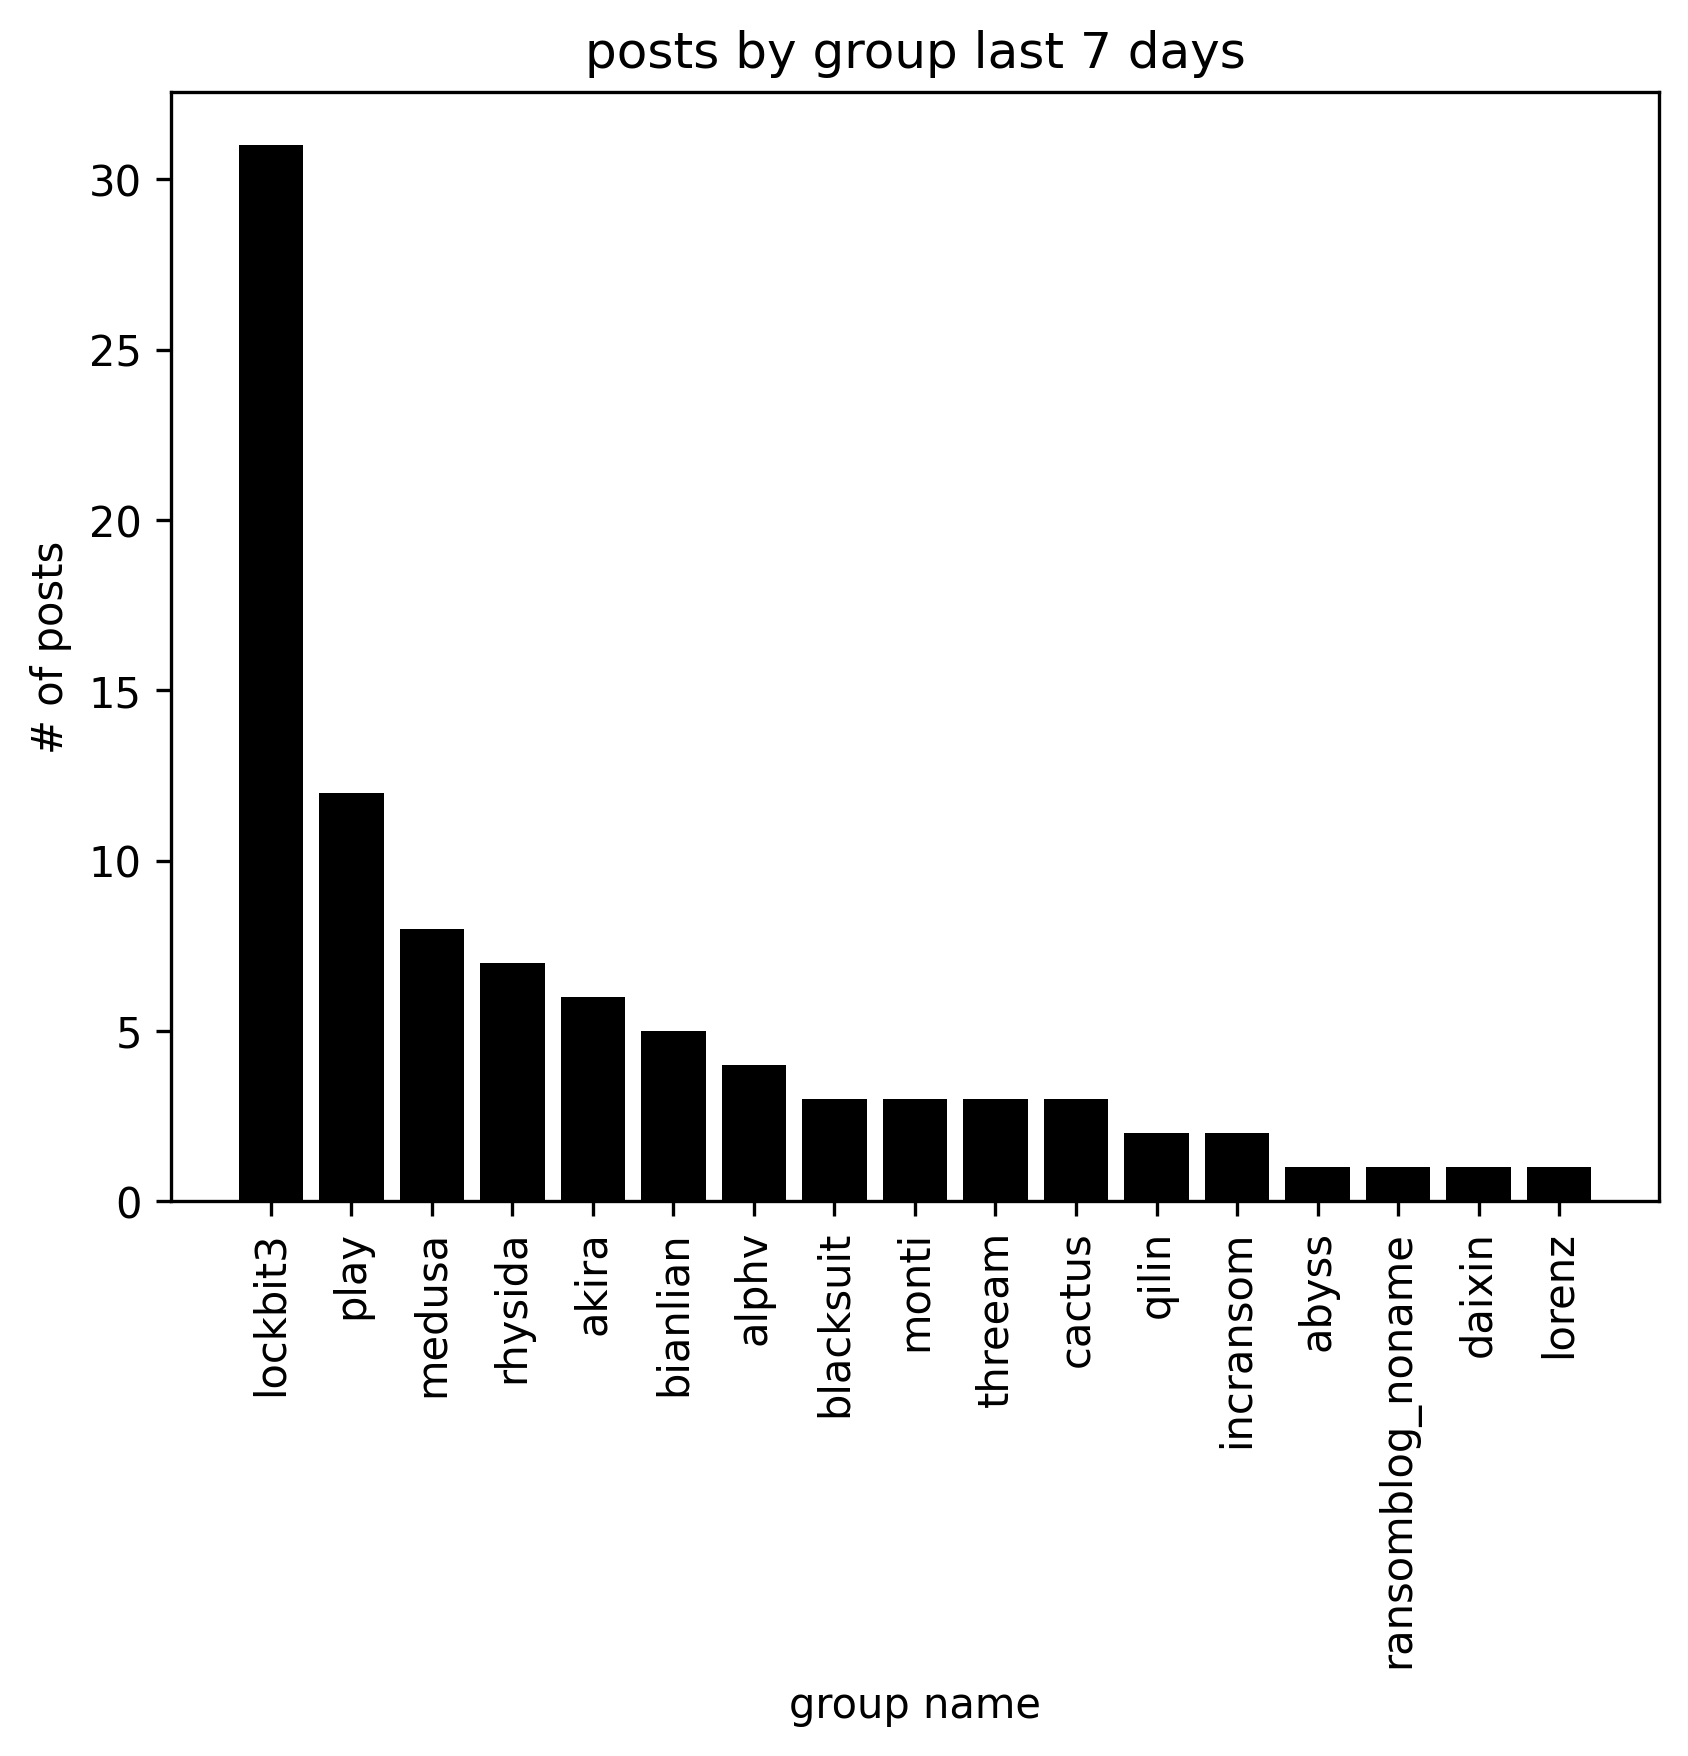 posts by group last 7 days
# of posts
30
25
20
15
10
5
0
lockbit3
play
medusa
rhysida
akira
bianlian
alphv
blacksuit
monti
threeam
cactus
qilin
incransom
abyss
ransomblog_noname
daixin
lorenz
group name